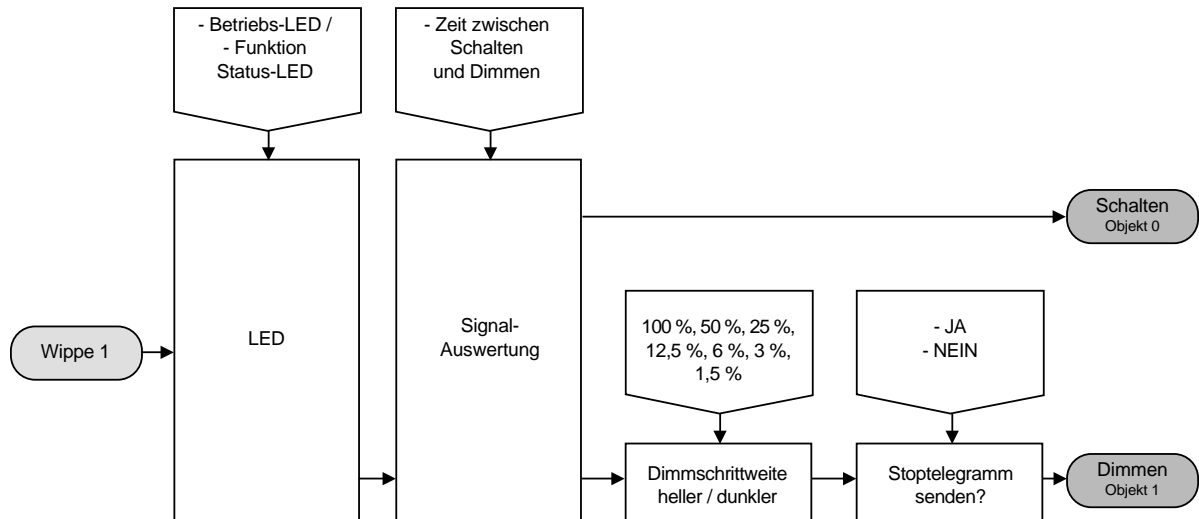 - Betriebs-LED /
- Funktion
Status-LED
- Zeit zwischen
Schalten
und Dimmen
Schalten
Objekt 0
Wippe 1
LED
Signal-
Auswertung
100 %, 50 %, 25 %,
12,5 %, 6 %, 3 %,
1,5 %
- JA
- NEIN
Dimmschrittweite
heller / dunkler
Stoptelegramm
senden?
Dimmen
Objekt 1